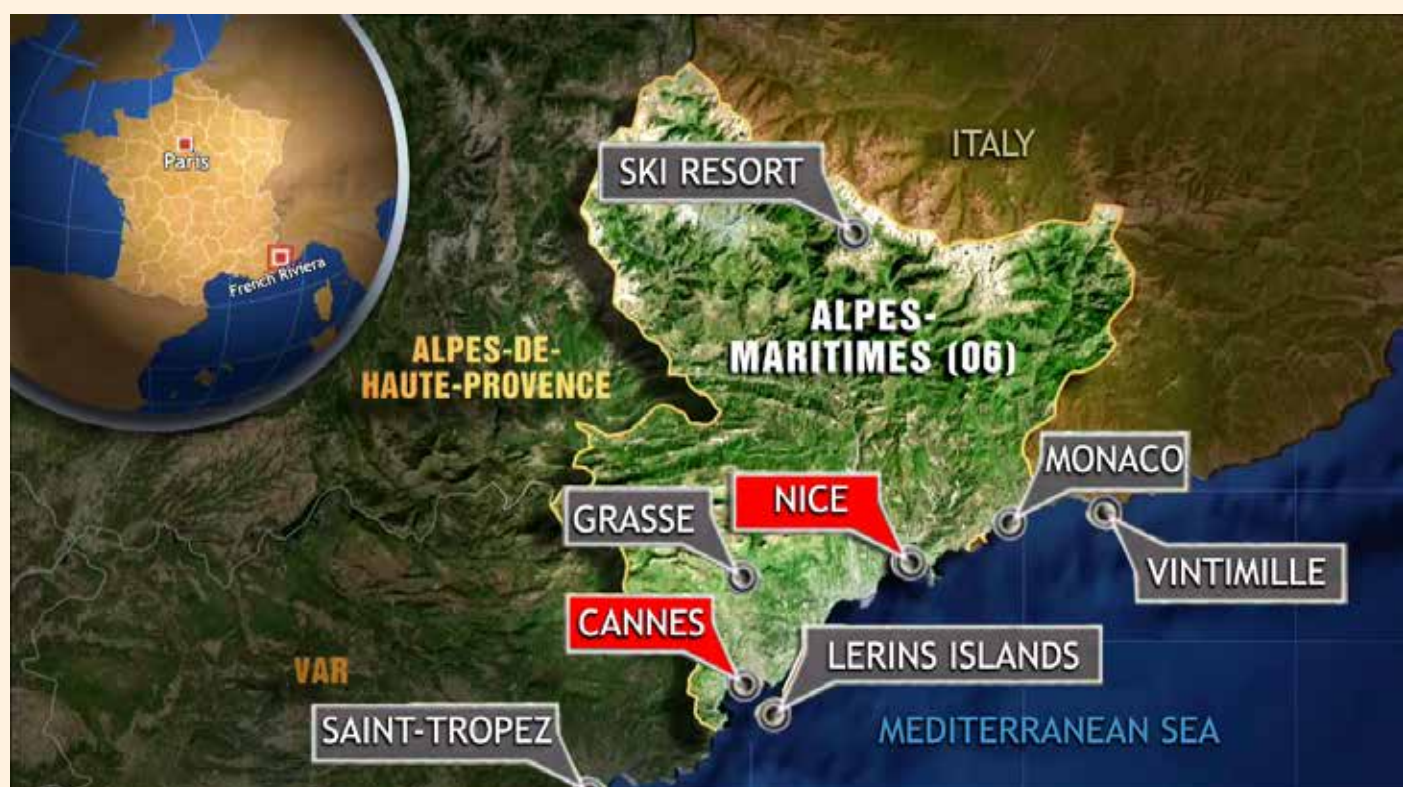 Paris
French Riviera
ITALY
SKI RESORT
ALPES-
MARITIMES (06)
ALPES-DE-
HAUTE-PROVENCE
MONACO
NICE
GRASSE
VINTIMILLE
CANNES
LERINS ISLANDS
VAR
SAINT-TROPEZ
MEDITERRANEAN SEA